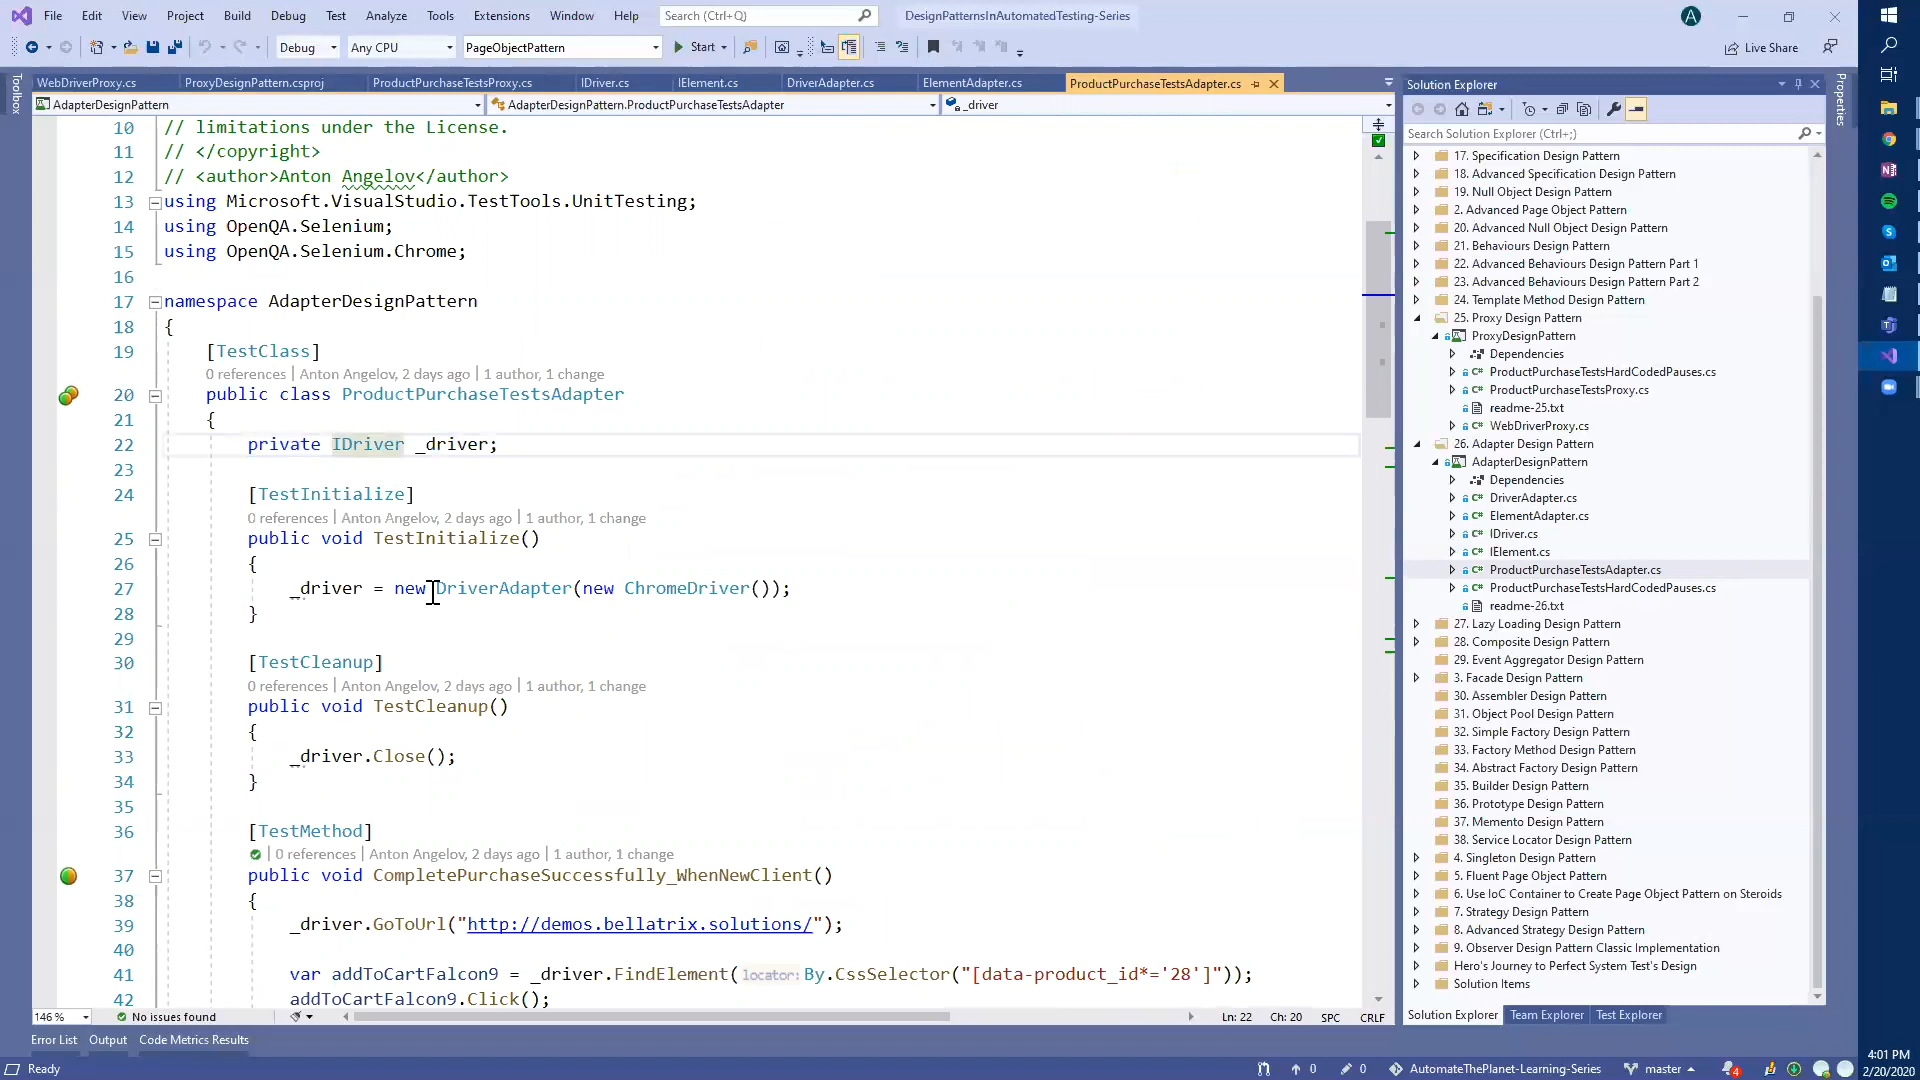 File Edit View Project Build Debug Test Analyze Tools Extensions Window Help Search (Ctrl+Q) DesignPatternsInAutomatedTesting-Series A
Debug Any CPU PageObjectPattern Start Live Share
Toolbox
WebDriverProxy.cs ProxyDesignPattern.csproj ProductPurchaseTestsProxy.cs IDriver.cs IElement.cs DriverAdapter.cs ElementAdapter.cs ProductPurchaseTestsAdapter.cs
AdapterDesignPattern AdapterDesignPattern.ProductPurchaseTestsAdapter _driver
10 // limitations under the License.
11 // </copyright>
12 // <author>Anton Angelov</author>
13 using Microsoft.VisualStudio.TestTools.UnitTesting;
14 using OpenQA.Selenium;
15 using OpenQA.Selenium.Chrome;
16
17 namespace AdapterDesignPattern
18 {
19 [TestClass]
0 references | Anton Angelov, 2 days ago | 1 author, 1 change
20 public class ProductPurchaseTestsAdapter
21 {
22 private IDriver _driver;
23
24 [TestInitialize]
0 references | Anton Angelov, 2 days ago | 1 author, 1 change
25 public void TestInitialize()
26 {
27 _driver = new DriverAdapter(new ChromeDriver());
28 }
29
30 [TestCleanup]
0 references | Anton Angelov, 2 days ago | 1 author, 1 change
31 public void TestCleanup()
32 {
33 _driver.Close();
34 }
35
36 [TestMethod]
| 0 references | Anton Angelov, 2 days ago | 1 author, 1 change
37 public void CompletePurchaseSuccessfully_WhenNewClient()
38 {
39 _driver.GoToUrl("http://demos.bellatrix.solutions/");
40
41 var addToCartFalcon9 = _driver.FindElement(locator: By.CssSelector("[data-product_id*='28']"));
42 addToCartFalcon9.Click();
146 % No issues found Ln: 22 Ch: 20 SPC CRLF
Error List Output Code Metrics Results
Ready 0 0 AutomateThePlanet-Learning-Series master 4
Solution Explorer
Search Solution Explorer (Ctrl+;)
17. Specification Design Pattern
18. Advanced Specification Design Pattern
19. Null Object Design Pattern
2. Advanced Page Object Pattern
20. Advanced Null Object Design Pattern
21. Behaviours Design Pattern
22. Advanced Behaviours Design Pattern Part 1
23. Advanced Behaviours Design Pattern Part 2
24. Template Method Design Pattern
25. Proxy Design Pattern
ProxyDesignPattern
Dependencies
C# ProductPurchaseTestsHardCodedPauses.cs
C# ProductPurchaseTestsProxy.cs
readme-25.txt
C# WebDriverProxy.cs
26. Adapter Design Pattern
AdapterDesignPattern
Dependencies
C# DriverAdapter.cs
C# ElementAdapter.cs
C# IDriver.cs
C# IElement.cs
C# ProductPurchaseTestsAdapter.cs
C# ProductPurchaseTestsHardCodedPauses.cs
readme-26.txt
27. Lazy Loading Design Pattern
28. Composite Design Pattern
29. Event Aggregator Design Pattern
3. Facade Design Pattern
30. Assembler Design Pattern
31. Object Pool Design Pattern
32. Simple Factory Design Pattern
33. Factory Method Design Pattern
34. Abstract Factory Design Pattern
35. Builder Design Pattern
36. Prototype Design Pattern
37. Memento Design Pattern
38. Service Locator Design Pattern
4. Singleton Design Pattern
5. Fluent Page Object Pattern
6. Use IoC Container to Create Page Object Pattern on Steroids
7. Strategy Design Pattern
8. Advanced Strategy Design Pattern
9. Observer Design Pattern Classic Implementation
Hero's Journey to Perfect System Test's Design
Solution Items
Solution Explorer Team Explorer Test Explorer
Properties
4:01 PM
2/20/2020